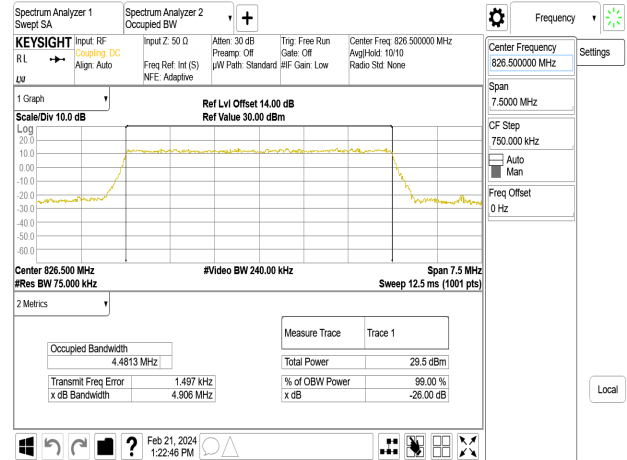 Spectrum Analyzer 1
Swept SA
Spectrum Analyzer 2
Occupied BW
Frequency
KEYSIGHT
RL
Input: RF
Coupling: DC
Align: Auto
Input Z: 50 Ω
Freq Ref: Int (S)
NFE: Adaptive
Atten: 30 dB
Preamp: Off
µW Path: Standard
Trig: Free Run
Gate: Off
#IF Gain: Low
Center Freq: 826.500000 MHz
Avg|Hold: 10/10
Radio Std: None
Center Frequency
826.500000 MHz
Settings
Span
7.5000 MHz
CF Step
750.000 kHz
Auto
Man
Freq Offset
0 Hz
Local
1 Graph
Scale/Div 10.0 dB
Ref Lvl Offset 14.00 dB
Ref Value 30.00 dBm
Log
20.0
10.0
0.00
-10.0
-20.0
-30.0
-40.0
-50.0
-60.0
Center 826.500 MHz
#Video BW 240.00 kHz
Span 7.5 MHz
#Res BW 75.000 kHz
Sweep 12.5 ms (1001 pts)
2 Metrics
Measure Trace Trace 1
Occupied Bandwidth
4.4813 MHz
Total Power 29.5 dBm
Transmit Freq Error 1.497 kHz
% of OBW Power 99.00 %
x dB Bandwidth 4.906 MHz
x dB -26.00 dB
?
Feb 21, 2024
1:22:46 PM